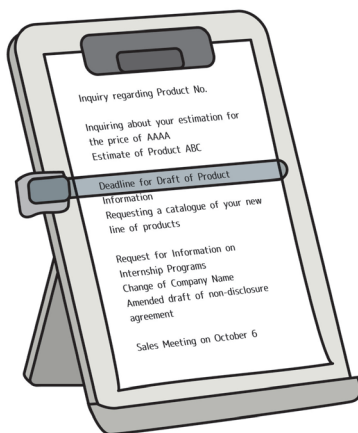 Inquiry regarding Product No.
Inquiring about your estimation for
the price of AAAA
Estimate of Product ABC
Deadline for Draft of Product
Information
Requesting a catalogue of your new
line of products
Request for Information on
Internship Programs
Change of Company Name
Amended draft of non-disclosure
agreement
Sales Meeting on October 6